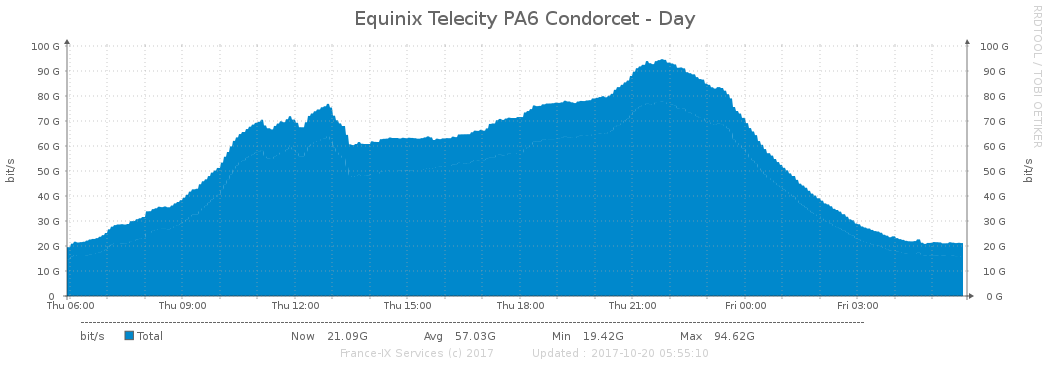 Equinix Telecity PA6 Condorcet - Day
RRDTOOL / TOBI OETIKER
100 G 100 G
90 G 90 G
80 G 80 G
70 G 70 G
60 G 60 G
50 G 50 G
40 G 40 G
30 G 30 G
20 G 20 G
10 G 10 G
0 0 G
bit/s bit/s
Thu 06:00 Thu 09:00 Thu 12:00 Thu 15:00 Thu 18:00 Thu 21:00 Fri 00:00 Fri 03:00
bit/s Total Now 21.09G Avg 57.03G Min 19.42G Max 94.62G
France-IX Services (c) 2017 Updated : 2017-10-20 05:55:10